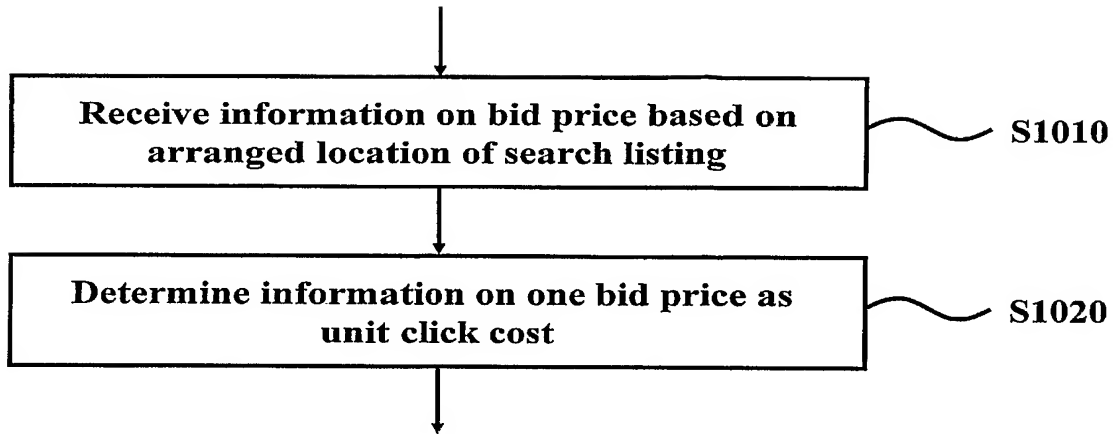 Receive information on bid price based on
arranged location of search listing
S1010
Determine information on one bid price as
unit click cost
S1020